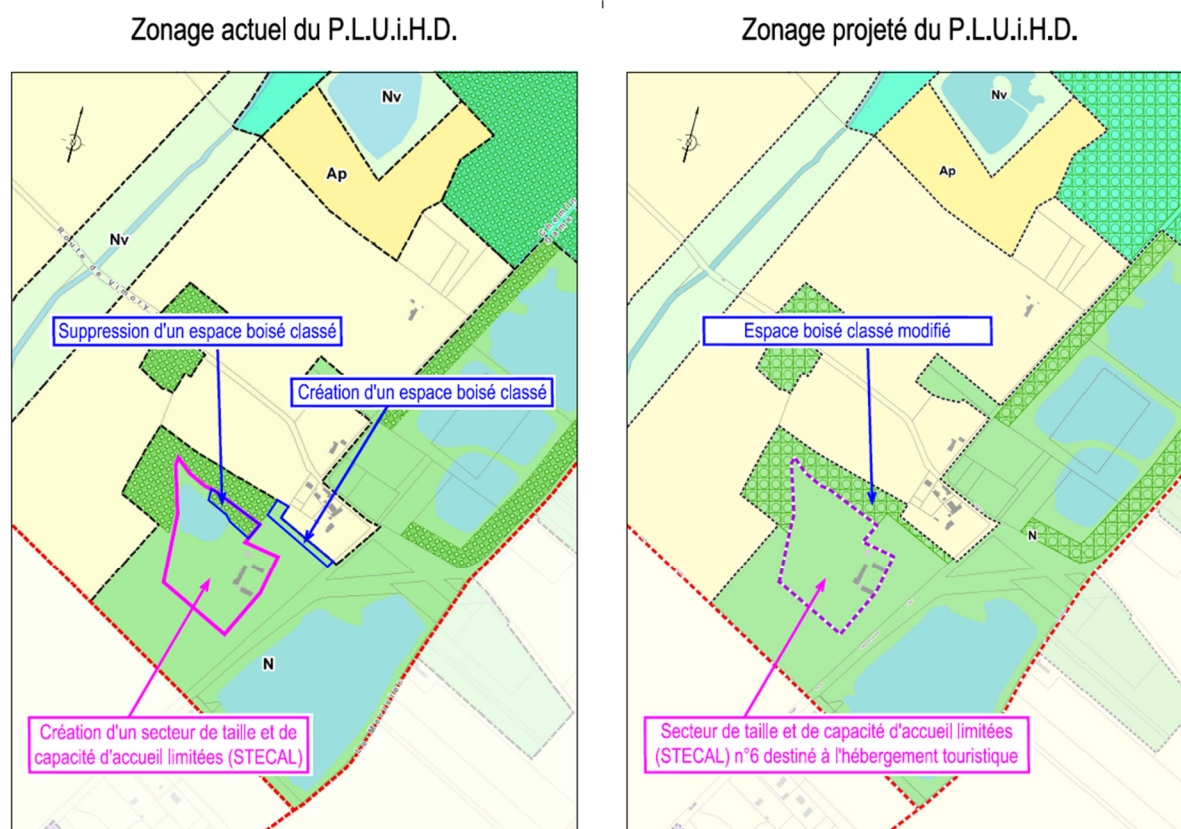 Zonage actuel du P.L.U.i.H.D.
Nv
Ap
Nv
Route de Vimory
Suppression d'un espace boisé classé
Création d'un espace boisé classé
N
Création d'un secteur de taille et de
capacité d'accueil limitées (STECAL)
Zonage projeté du P.L.U.i.H.D.
Nv
Ap
Espace boisé classé modifié
N
Secteur de taille et de capacité d'accueil limitées
(STECAL) n°6 destiné à l'hébergement touristique